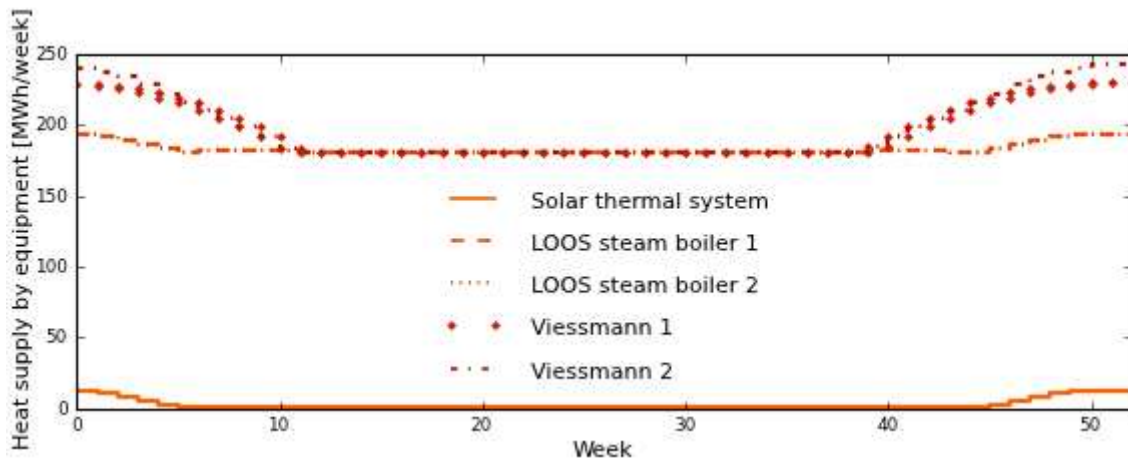 Heat supply by equipment [MWh/week]
250
200
150
100
50
0
Solar thermal system
LOOS steam boiler 1
LOOS steam boiler 2
Viessmann 1
Viessmann 2
0 10 20 30 40 50
Week